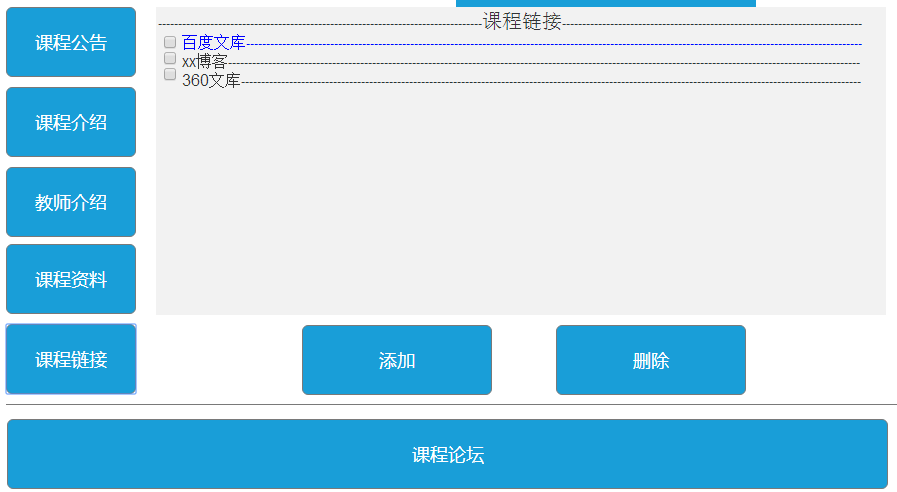 课程公告
课程介绍
教师介绍
课程资料
课程链接
课程链接
百度文库
xx博客
360文库
添加
删除
课程论坛